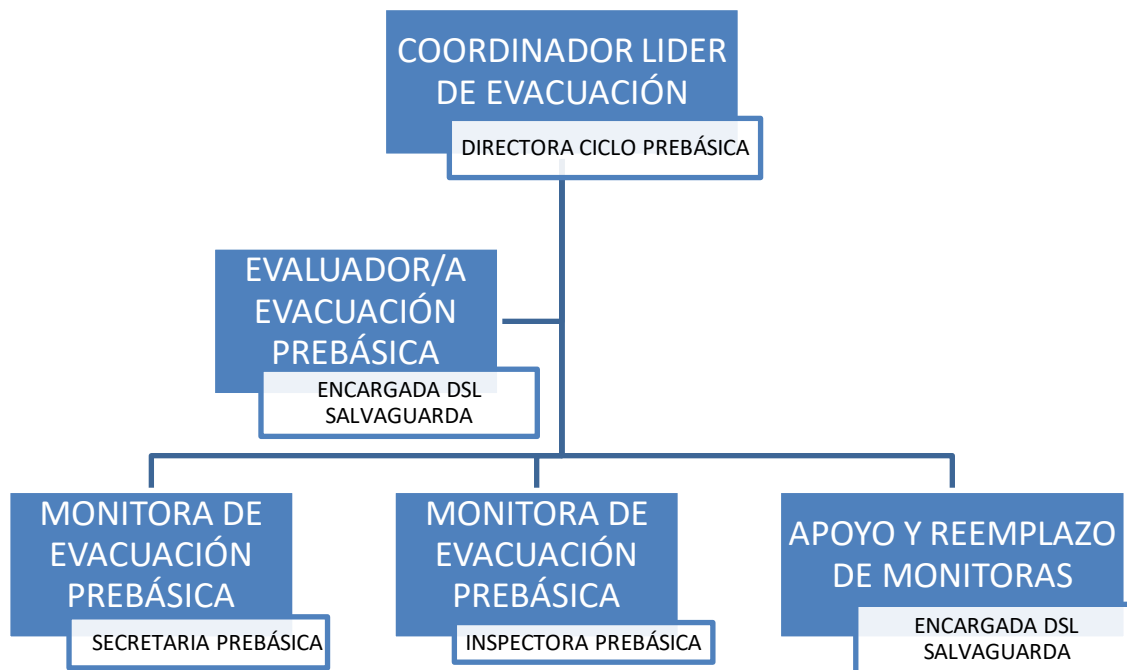 COORDINADOR LIDER
DE EVACUACIÓN
DIRECTORA CICLO PREBÁSICA
EVALUADOR/A
EVACUACIÓN
PREBÁSICA
ENCARGADA DSL
SALVAGUARDA
MONITORA DE
EVACUACIÓN
PREBÁSICA
SECRETARIA PREBÁSICA
MONITORA DE
EVACUACIÓN
PREBÁSICA
INSPECTORA PREBÁSICA
APOYO Y REEMPLAZO
DE MONITORAS
ENCARGADA DSL
SALVAGUARDA